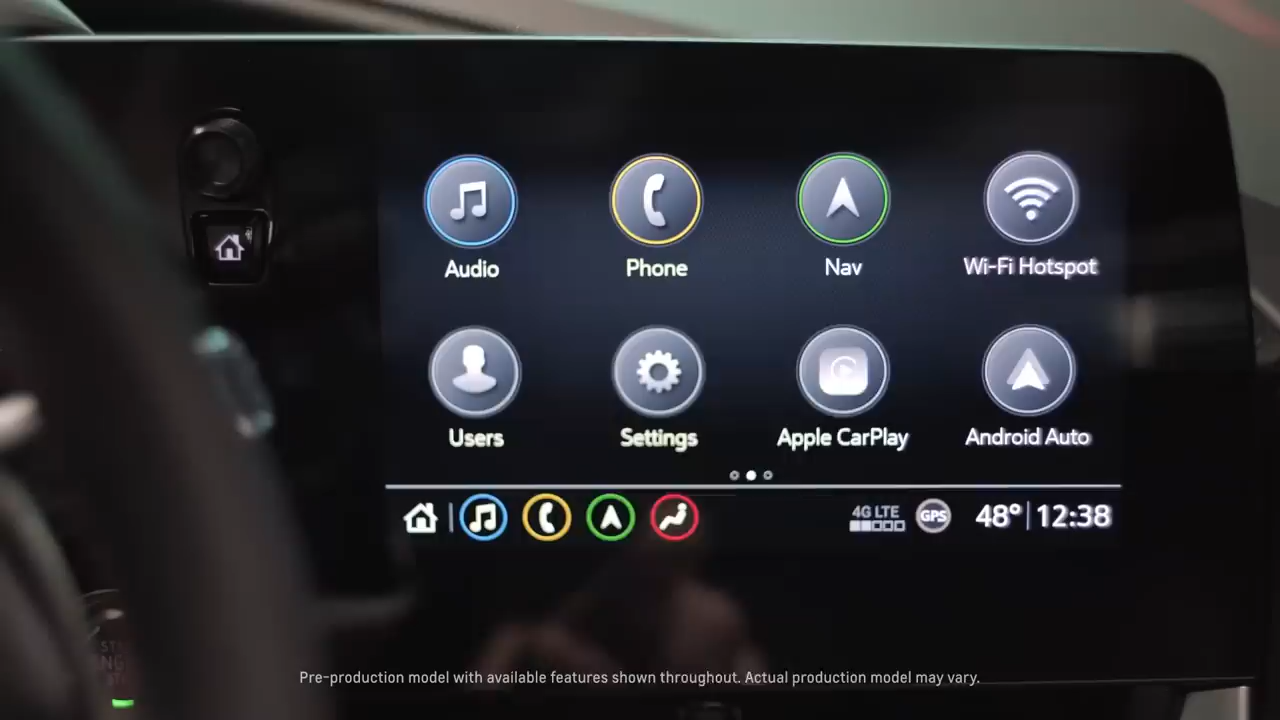 Audio
Phone
Nav
Wi-Fi Hotspot
Users
Settings
Apple CarPlay
Android Auto
4G LTE
GPS
48° 12:38
Pre-production model with available features shown throughout. Actual production model may vary.